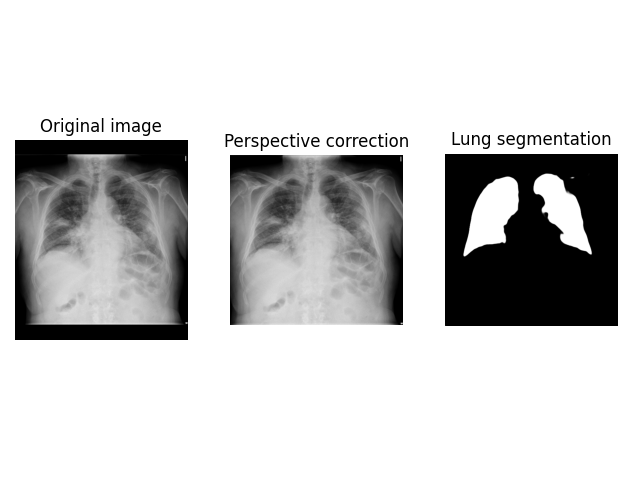 Original image
Perspective correction
Lung segmentation